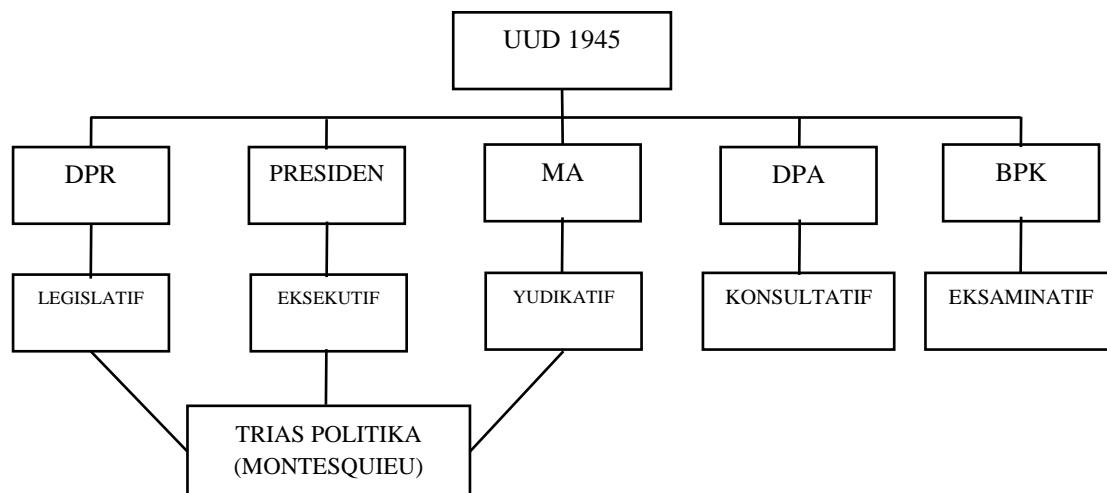 UUD 1945
DPR
PRESIDEN
MA
DPA
BPK
LEGISLATIF
EKSEKUTIF
YUDIKATIF
KONSULTATIF
EKSAMINATIF
TRIAS POLITIKA
(MONTESQUIEU)